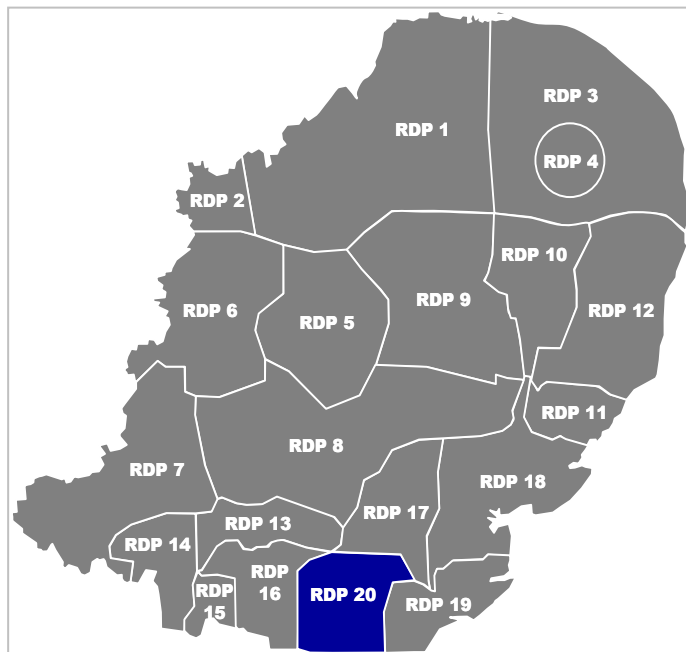 RDP 3
RDP 1
RDP 4
RDP 2
RDP 10
RDP 9
RDP 6
RDP 12
RDP 5
RDP 11
RDP 8
RDP 7
RDP 18
RDP 17
RDP 13
RDP 14
RDP
16
RDP
15
RDP 20
RDP 19